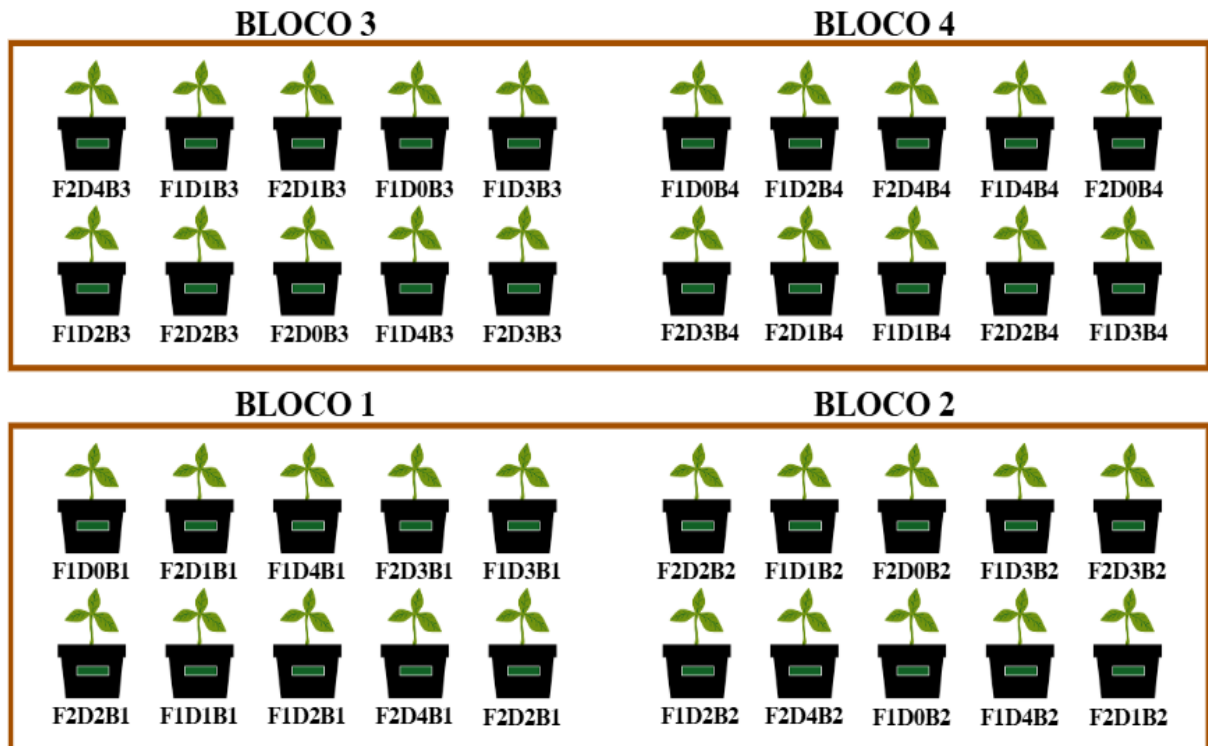 BLOCO 3 BLOCO 4
F2D4B3 F1D1B3 F2D1B3 F1D0B3 F1D3B3 F1D0B4 F1D2B4 F2D4B4 F1D4B4 F2D0B4
F1D2B3 F2D2B3 F2D0B3 F1D4B3 F2D3B3 F2D3B4 F2D1B4 F1D1B4 F2D2B4 F1D3B4
BLOCO 1 BLOCO 2
F1D0B1 F2D1B1 F1D4B1 F2D3B1 F1D3B1 F2D2B2 F1D1B2 F2D0B2 F1D3B2 F2D3B2
F2D2B1 F1D1B1 F1D2B1 F2D4B1 F2D2B1 F1D2B2 F2D4B2 F1D0B2 F1D4B2 F2D1B2